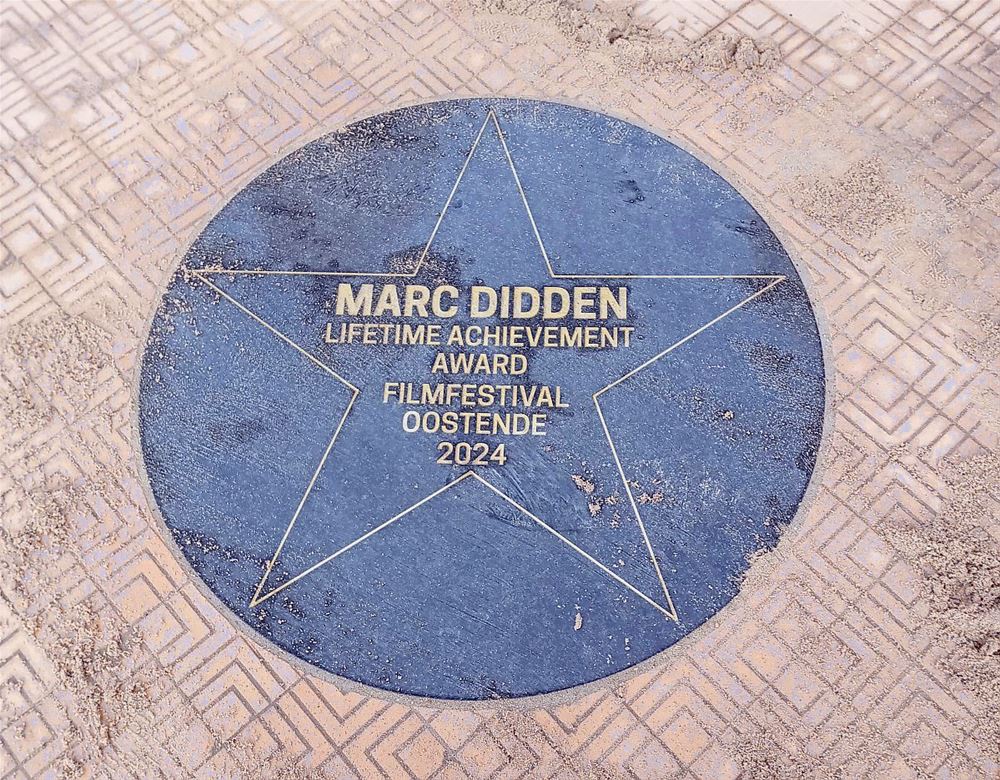 MARC DIDDEN
LIFETIME ACHIEVEMENT
AWARD
FILMFESTIVAL
OOSTENDE
2024